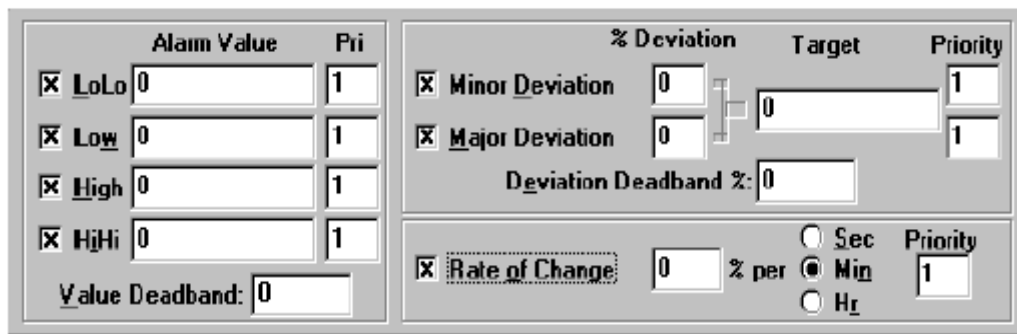 Alarm Value Pri
LoLo 0 1
Low 0 1
High 0 1
HiHi 0 1
Value Deadband: 0
% Deviation Target Priority
Minor Deviation 0 1
0
Major Deviation 0 1
Deviation Deadband %: 0
Rate of Change 0 % per
Sec
Min
Hr
Priority
1